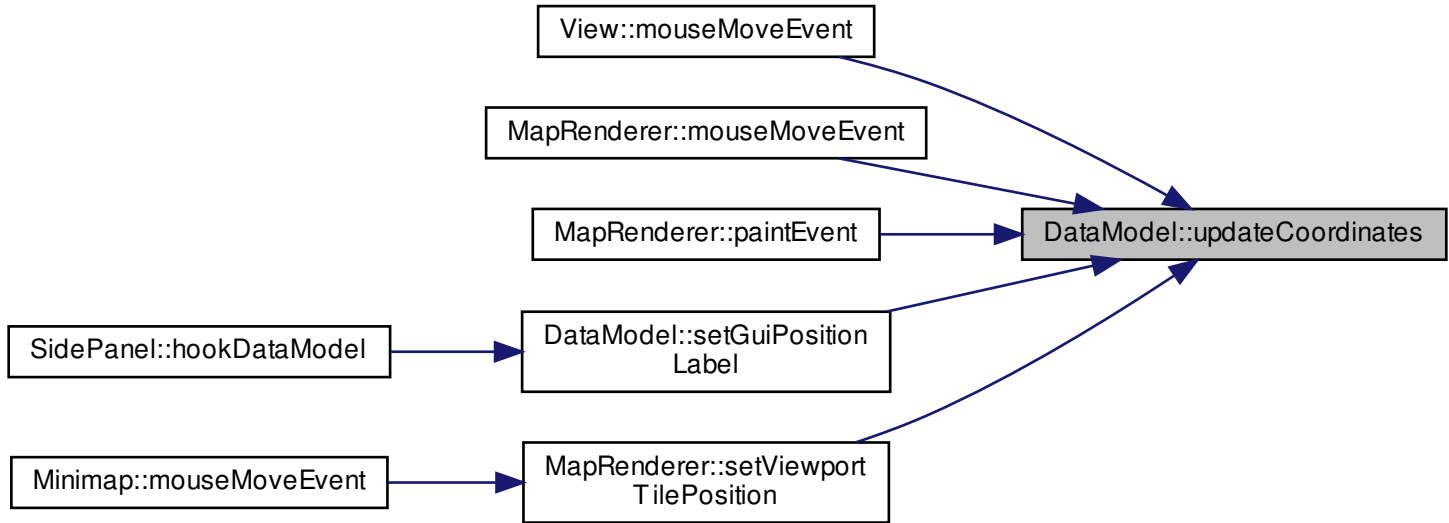 View::mouseMoveEvent
MapRenderer::mouseMoveEvent
MapRenderer::paintEvent
DataModel::updateCoordinates
SidePanel::hookDataModel
DataModel::setGuiPosition
Label
Minimap::mouseMoveEvent
MapRenderer::setViewport
TilePosition